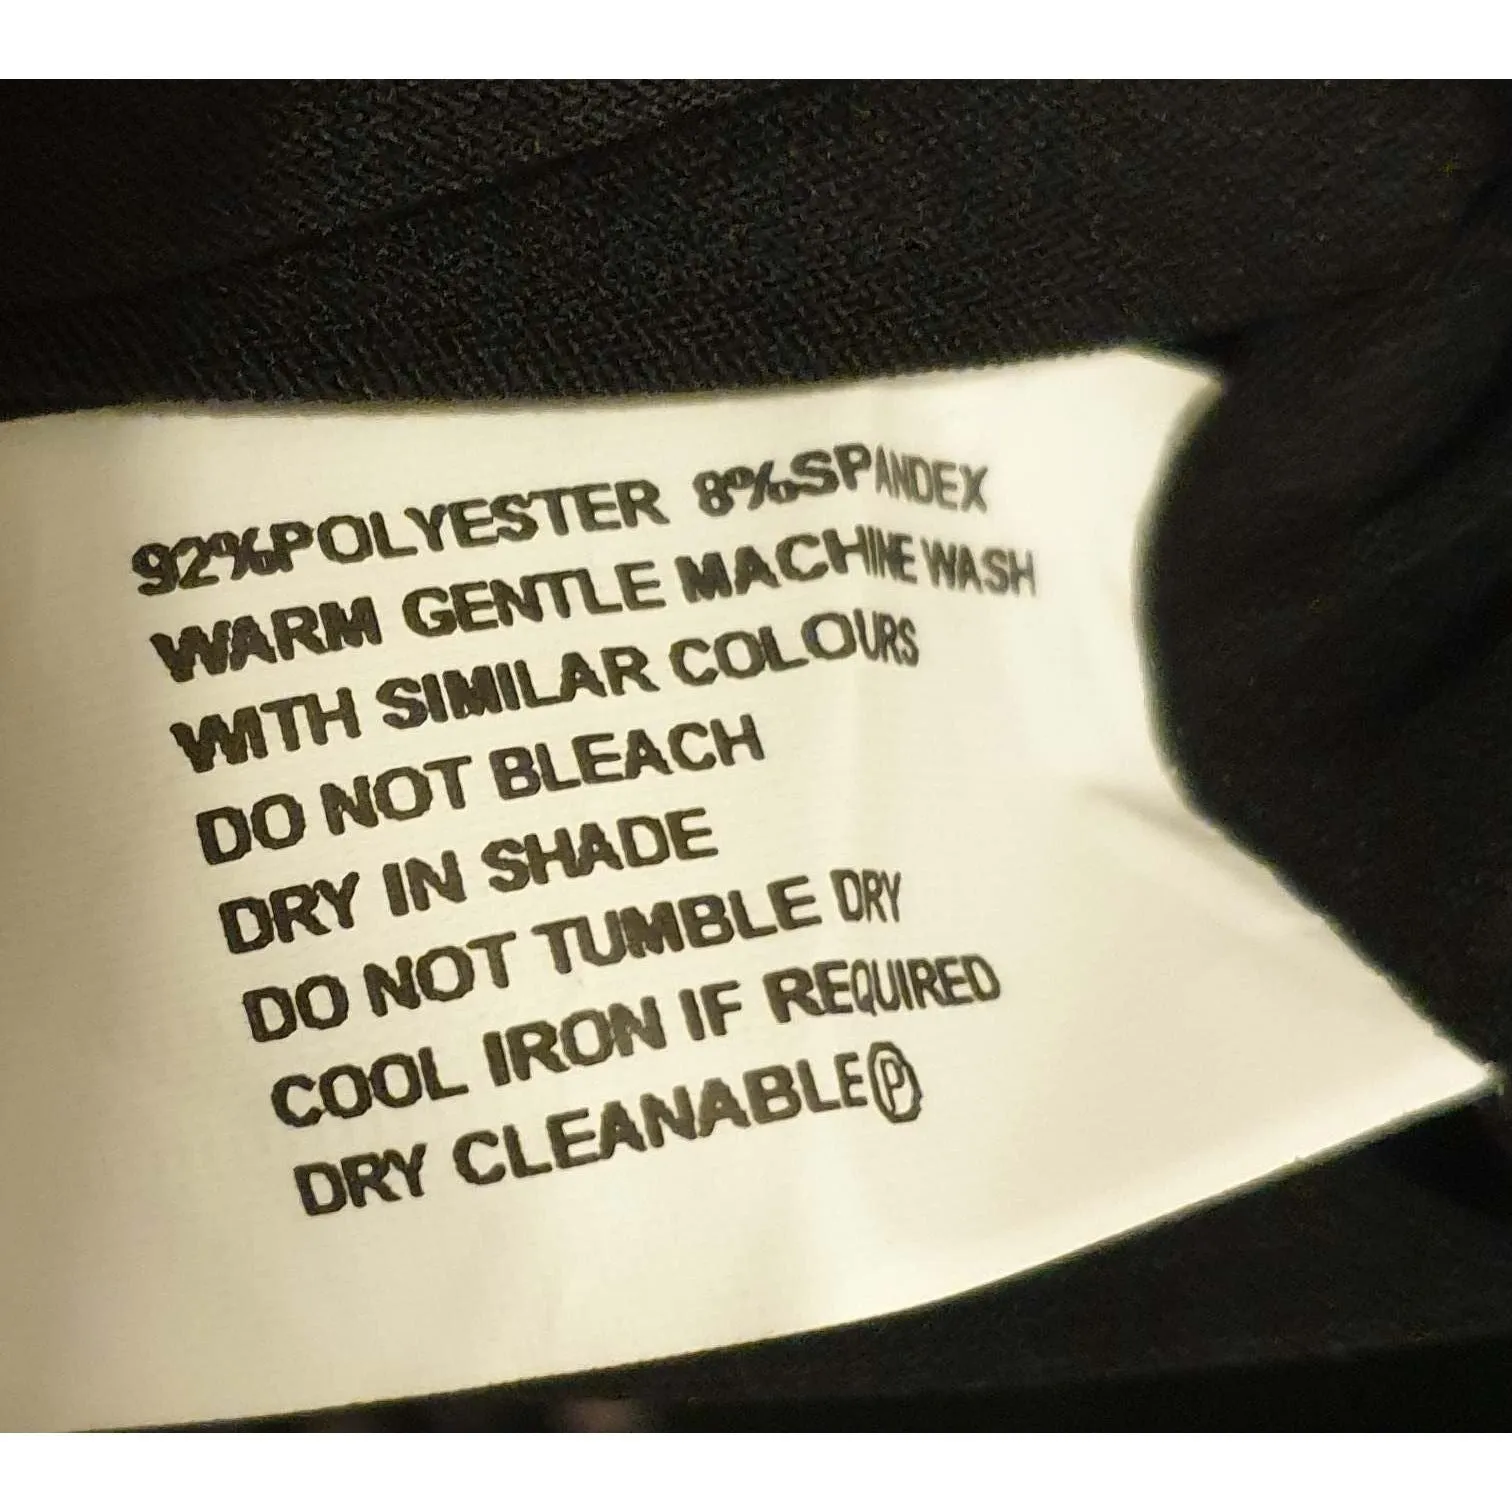 92%POLYESTER 8%SPANDEX
WARM GENTLE MACHINE WASH
WITH SIMILAR COLOURS
DO NOT BLEACH
DRY IN SHADE
DO NOT TUMBLE DRY
COOL IRON IF REQUIRED
DRY CLEANABLEⓅ